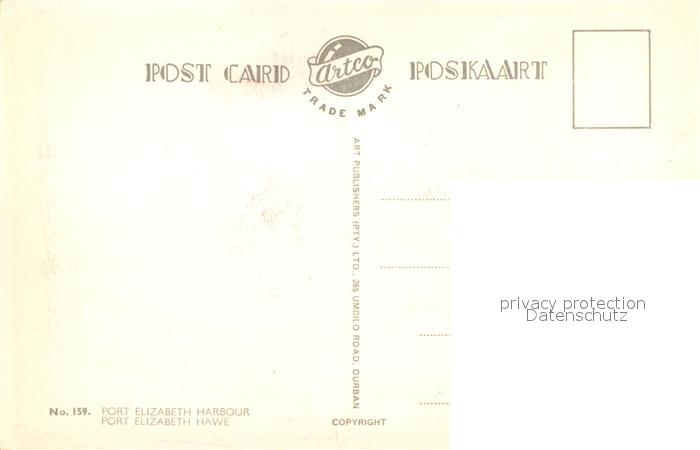 POST CARD
Artco
TRADE MARK
POSKAART
ART PUBLISHERS (PTY.) LTD., 265 UMBILO ROAD, DURBAN
privacy protection
Datenschutz
No. 159. PORT ELIZABETH HARBOUR
PORT ELIZABETH HAWE
COPYRIGHT